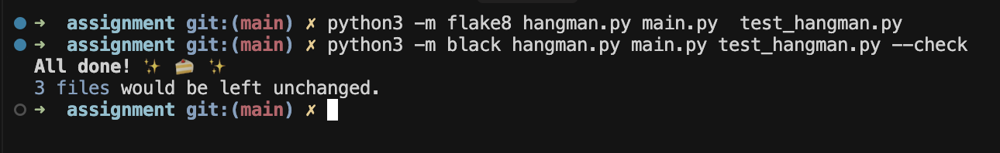 ➜ assignment git:(main) ✗ python3 -m flake8 hangman.py main.py  test_hangman.py
➜ assignment git:(main) ✗ python3 -m black hangman.py main.py test_hangman.py --check
All done! ✨ 🍰 ✨
3 files would be left unchanged.
➜ assignment git:(main) ✗